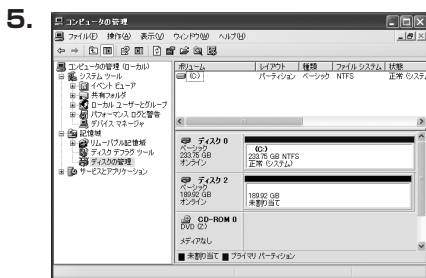 5.
コンピュータの管理
ファイル(F) 操作(A) 表示(V) ウィンドウ(W) ヘルプ(H)
コンピュータの管理 (ローカル)
システム ツール
イベント ビューア
共有フォルダ
ローカル ユーザーとグループ
パフォーマンス ログと警告
デバイス マネージャ
記憶域
リムーバブル記憶域
ディスク デフラグ ツール
ディスクの管理
サービスとアプリケーション
ボリューム レイアウト 種類 ファイル システム 状態
(C:) パーティション ベーシック NTFS 正常 (システ
ディスク 0
ベーシック
233.75 GB
オンライン
(C:)
233.75 GB NTFS
正常 (システム)
ディスク 2
ベーシック
189.92 GB
オンライン
189.92 GB
未割り当て
CD-ROM 0
DVD (Z:)
メディアなし
未割り当て プライマリ パーティション